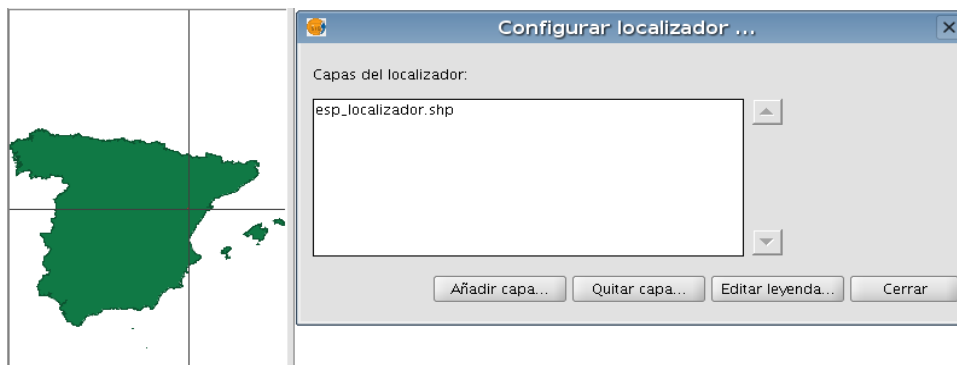 Configurar localizador ...
Capas del localizador:
esp_localizador.shp
Añadir capa... Quitar capa... Editar leyenda... Cerrar